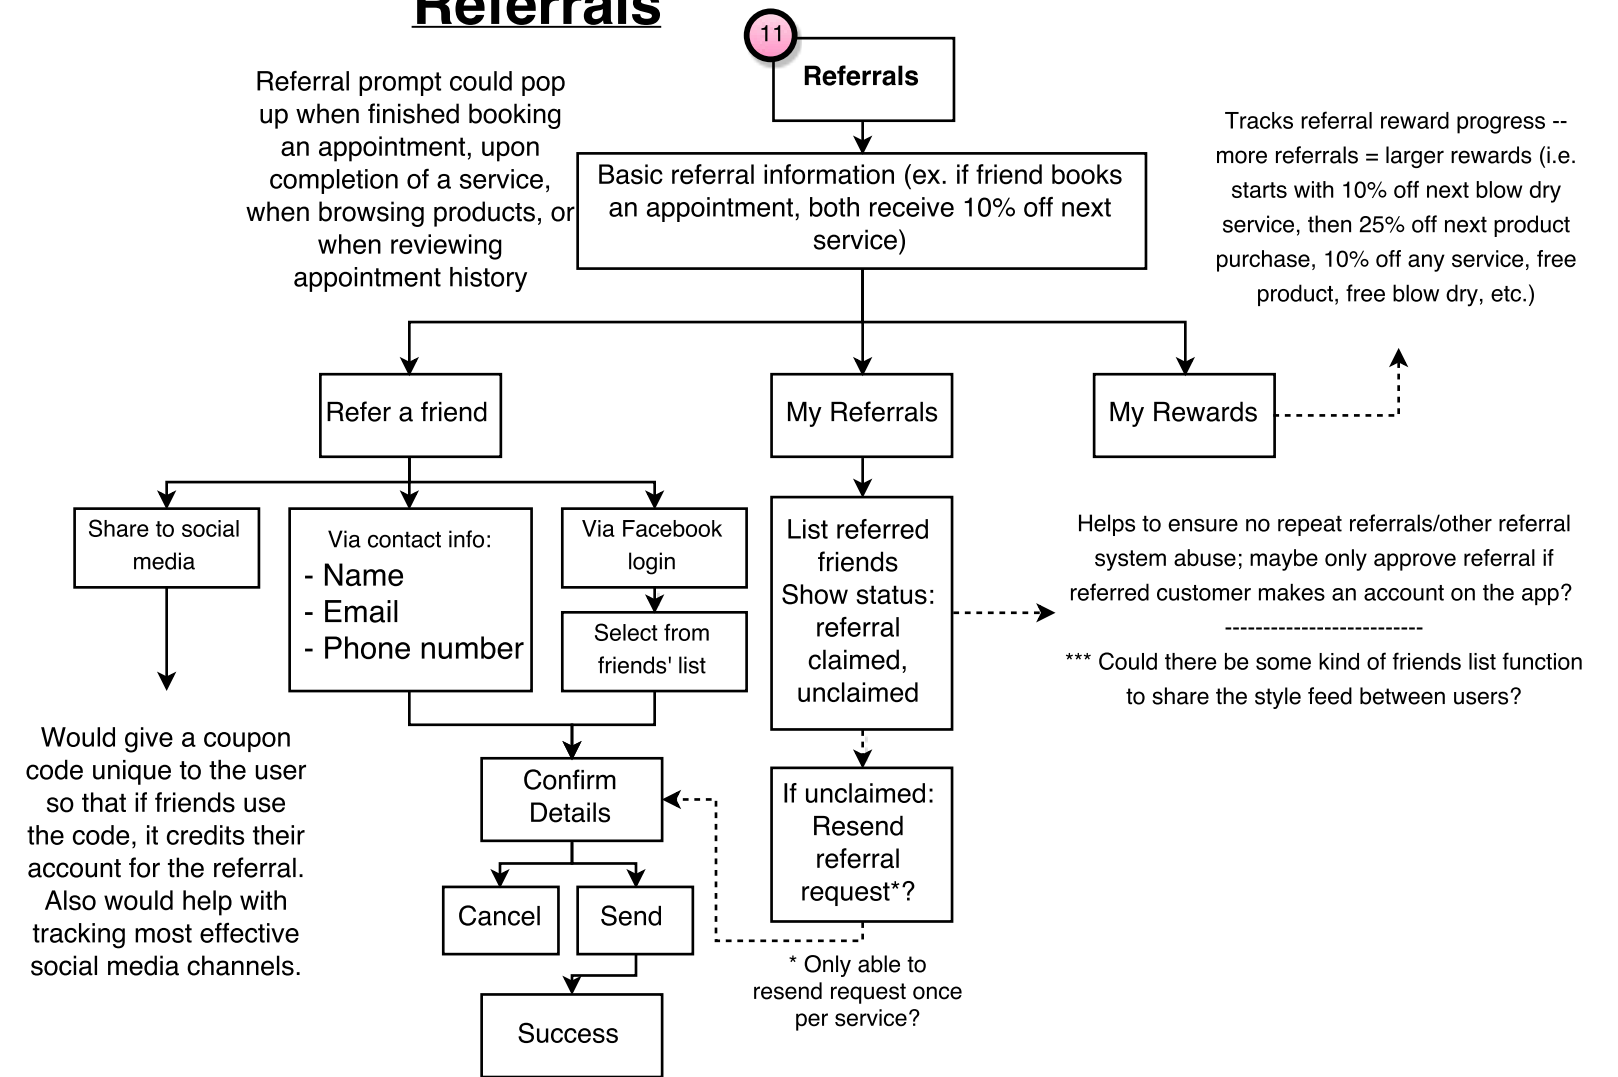 Referrals
11
Referrals
Referral prompt could pop
up when finished booking
an appointment, upon
completion of a service,
when browsing products, or
when reviewing
appointment history
Basic referral information (ex. if friend books
an appointment, both receive 10% off next
service)
Tracks referral reward progress --
more referrals = larger rewards (i.e.
starts with 10% off next blow dry
service, then 25% off next product
purchase, 10% off any service, free
product, free blow dry, etc.)
Refer a friend
My Referrals
My Rewards
Share to social
media
Via contact info:
- Name
- Email
- Phone number
Via Facebook
login
Select from
friends' list
List referred
friends
Show status:
referral
claimed,
unclaimed
Helps to ensure no repeat referrals/other referral
system abuse; maybe only approve referral if
referred customer makes an account on the app?
--------------------------
*** Could there be some kind of friends list function
to share the style feed between users?
Would give a coupon
code unique to the user
so that if friends use
the code, it credits their
account for the referral.
Also would help with
tracking most effective
social media channels.
Confirm
Details
If unclaimed:
Resend
referral
request*?
Cancel
Send
* Only able to
resend request once
per service?
Success